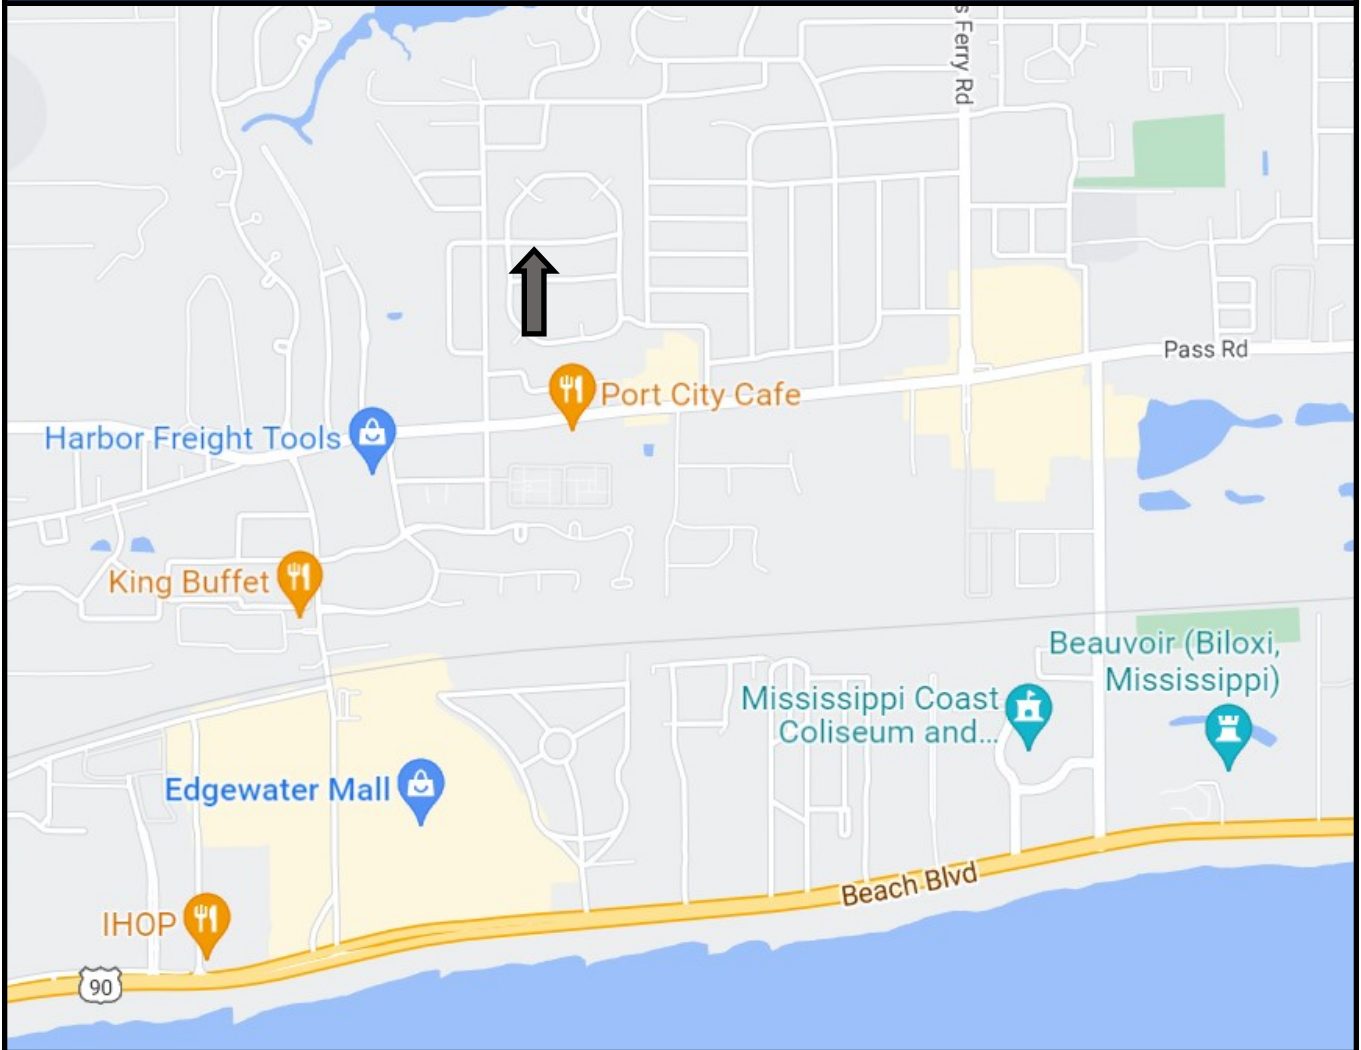 s Ferry Rd
Pass Rd
Port City Cafe
Harbor Freight Tools
King Buffet
Beauvoir (Biloxi,
Mississippi)
Mississippi Coast
Coliseum and...
Edgewater Mall
Beach Blvd
IHOP
90